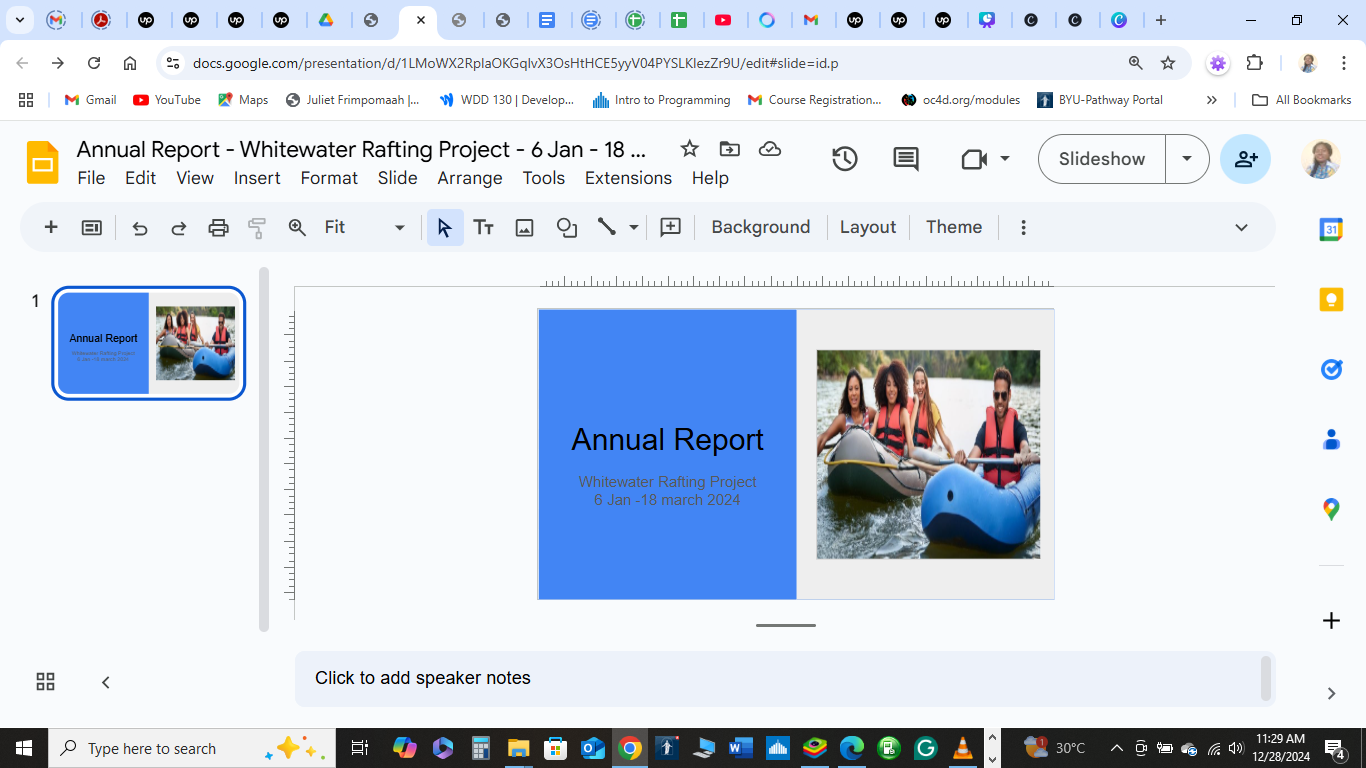 docs.google.com/presentation/d/1LMoWX2RplaOKGqIvX3OsHtHCE5yyV04PYSLKIezZr9U/edit#slide=id.p
Gmail
YouTube
Maps
Juliet Frimpomaah |...
WDD 130 | Develop...
Intro to Programming
Course Registration...
oc4d.org/modules
BYU-Pathway Portal
All Bookmarks
Annual Report - Whitewater Rafting Project - 6 Jan - 18 ...
File Edit View Insert Format Slide Arrange Tools Extensions Help
Slideshow
Fit
Background
Layout
Theme
31
1
Annual Report
Whitewater Rafting Project
6 Jan -18 march 2024
Annual Report
Whitewater Rafting Project
6 Jan -18 march 2024
Click to add speaker notes
Type here to search
30°C
11:29 AM
12/28/2024
4